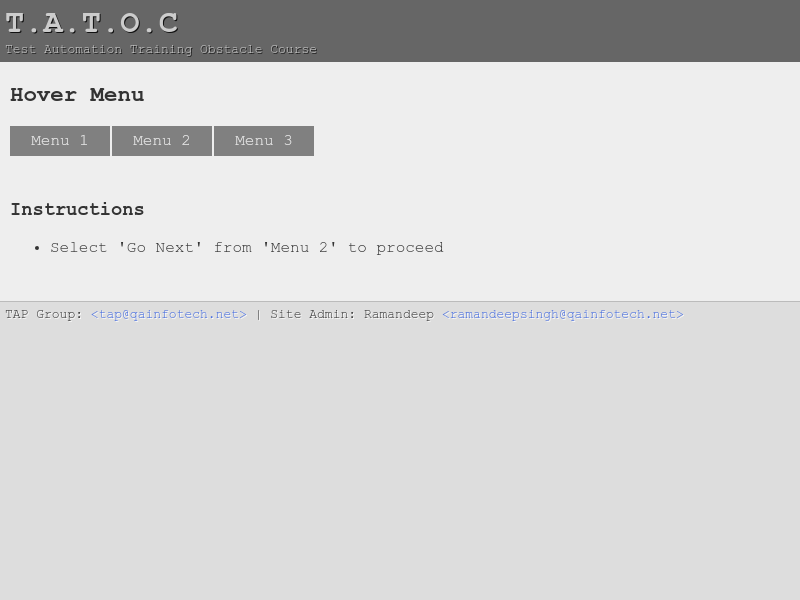 T.A.T.O.C
Test Automation Training Obstacle Course
Hover Menu
Menu 1 Menu 2 Menu 3
Instructions
• Select 'Go Next' from 'Menu 2' to proceed
TAP Group: <tap@qainfotech.net> | Site Admin: Ramandeep <ramandeepsingh@qainfotech.net>